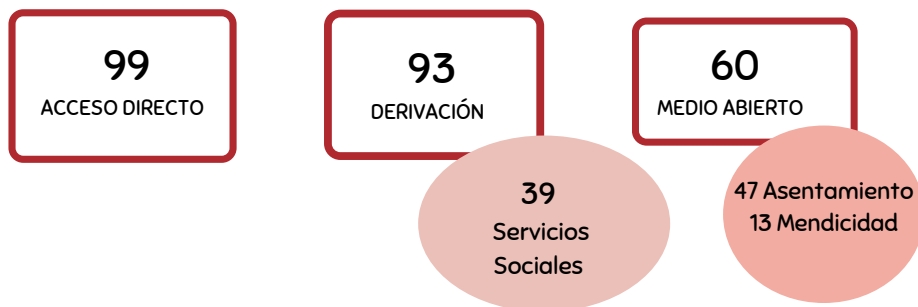 99
ACCESO DIRECTO
93
DERIVACIÓN
60
MEDIO ABIERTO
39
Servicios
Sociales
47 Asentamiento
13 Mendicidad